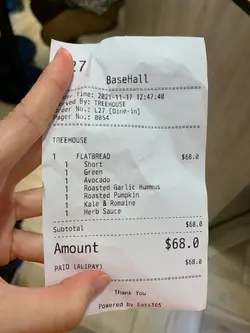 27
BaseHall
Order time: 2021-11-17 12:47:40
Served By: TREEHOUSE
Order No.: L27 [Dine-in]
Pager No.: 8054
TREEHOUSE
1 FLATBREAD $68.0
1 Short
1 Green
1 Avocado
1 Roasted Garlic Hummus
1 Roasted Pumpkin
1 Kale & Romaine
1 Herb Sauce
Subtotal $68.0
Amount $68.0
PAID (ALIPAY) $68.0
Thank You
Powered by Eats365